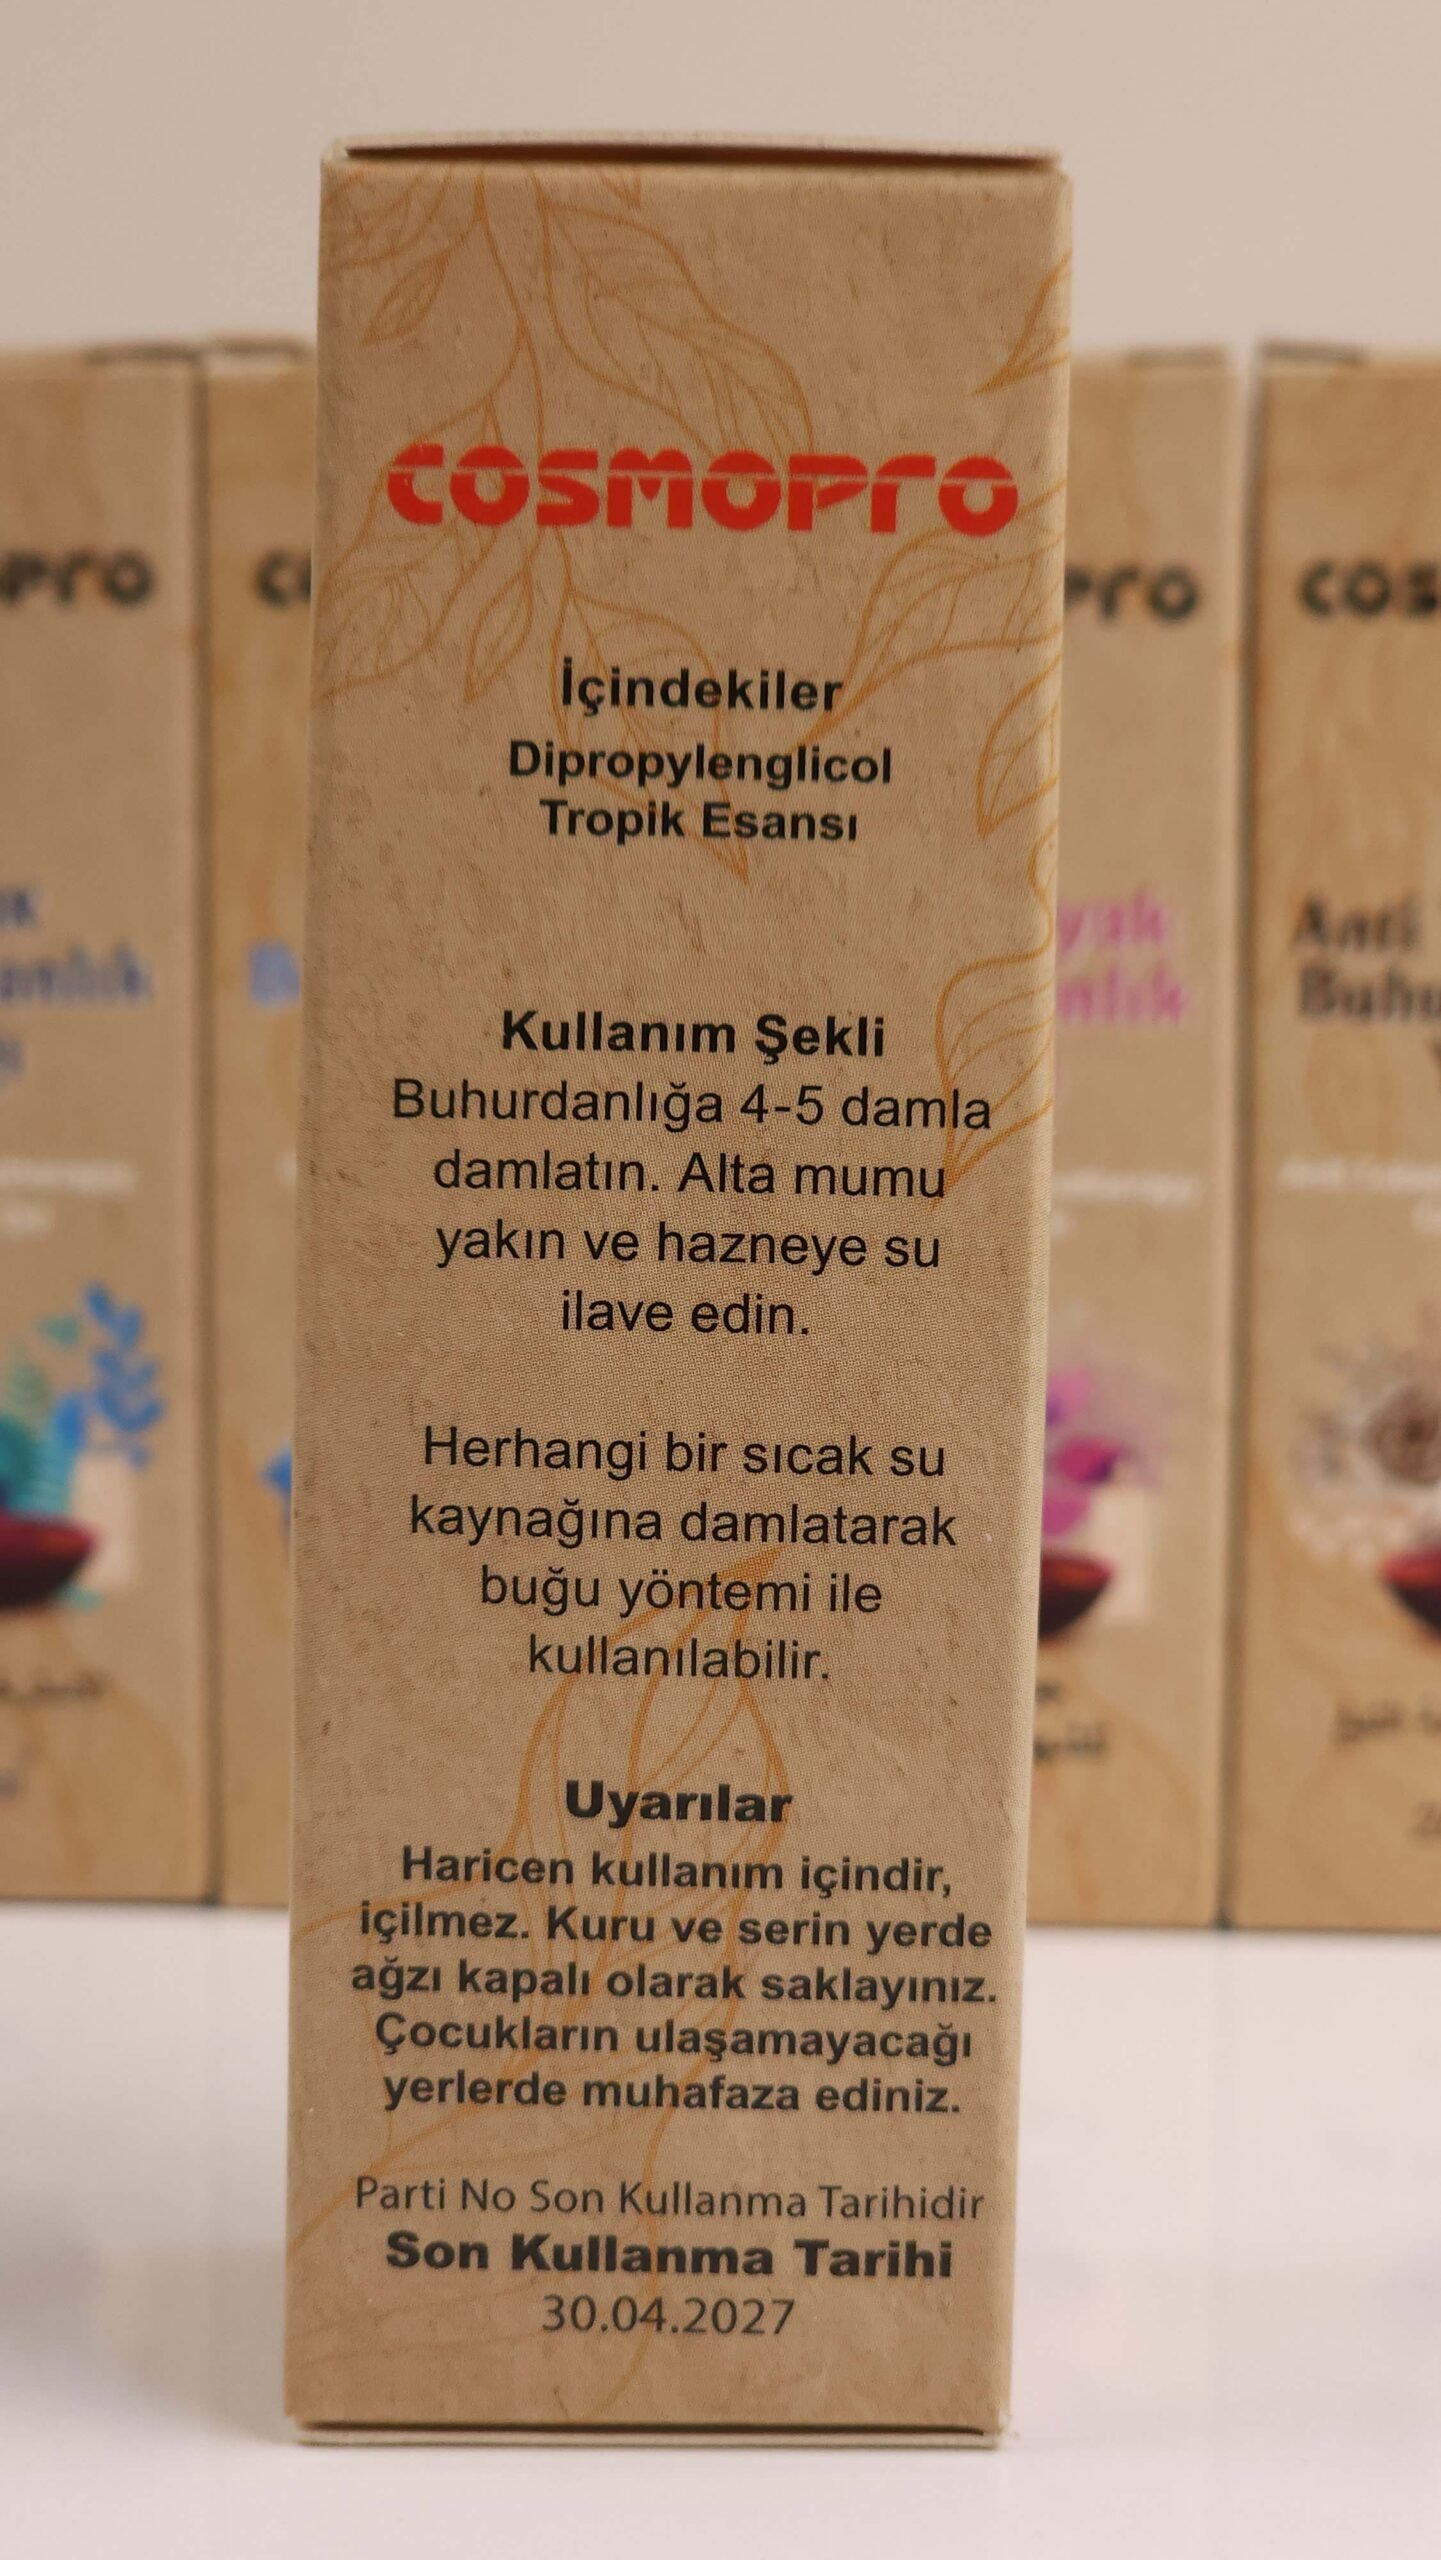 COSMOPrO
İçindekiler
Dipropylenglicol
Tropik Esansı
Kullanım Şekli
Buhurdanlığa 4-5 damla
damlatın. Alta mumu
yakın ve hazneye su
ilave edin.
Herhangi bir sıcak su
kaynağına damlatarak
buğu yöntemi ile
kullanılabilir.
Uyarılar
Haricen kullanım içindir,
içilmez. Kuru ve serin yerde
ağzı kapalı olarak saklayınız.
Çocukların ulaşamayacağı
yerlerde muhafaza ediniz.
Parti No Son Kullanma Tarihidir
Son Kullanma Tarihi
30.04.2027
Anti